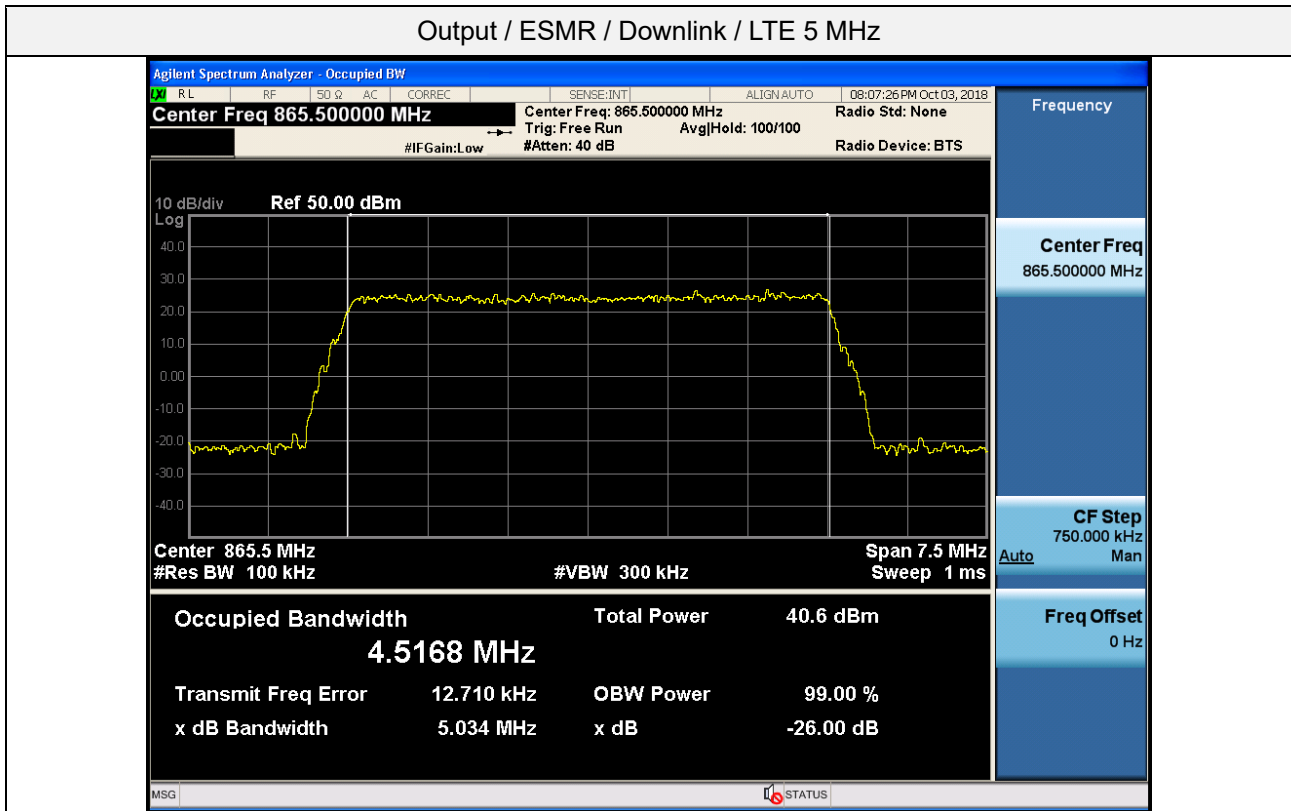 Output / ESMR / Downlink / LTE 5 MHz
Agilent Spectrum Analyzer - Occupied BW
LXI RL RF 50 Ω AC CORREC SENSE:INT ALIGN AUTO 08:07:26 PM Oct 03, 2018
Center Freq 865.500000 MHz
Center Freq: 865.500000 MHz
Radio Std: None
Trig: Free Run Avg|Hold: 100/100
#IFGain:Low #Atten: 40 dB Radio Device: BTS
Frequency
10 dB/div Ref 50.00 dBm
Log
40.0
30.0
20.0
10.0
0.00
-10.0
-20.0
-30.0
-40.0
Center 865.5 MHz Span 7.5 MHz
#Res BW 100 kHz #VBW 300 kHz Sweep 1 ms
Occupied Bandwidth Total Power 40.6 dBm
4.5168 MHz
Transmit Freq Error 12.710 kHz OBW Power 99.00 %
x dB Bandwidth 5.034 MHz x dB -26.00 dB
Center Freq
865.500000 MHz
CF Step
750.000 kHz
Auto Man
Freq Offset
0 Hz
MSG STATUS